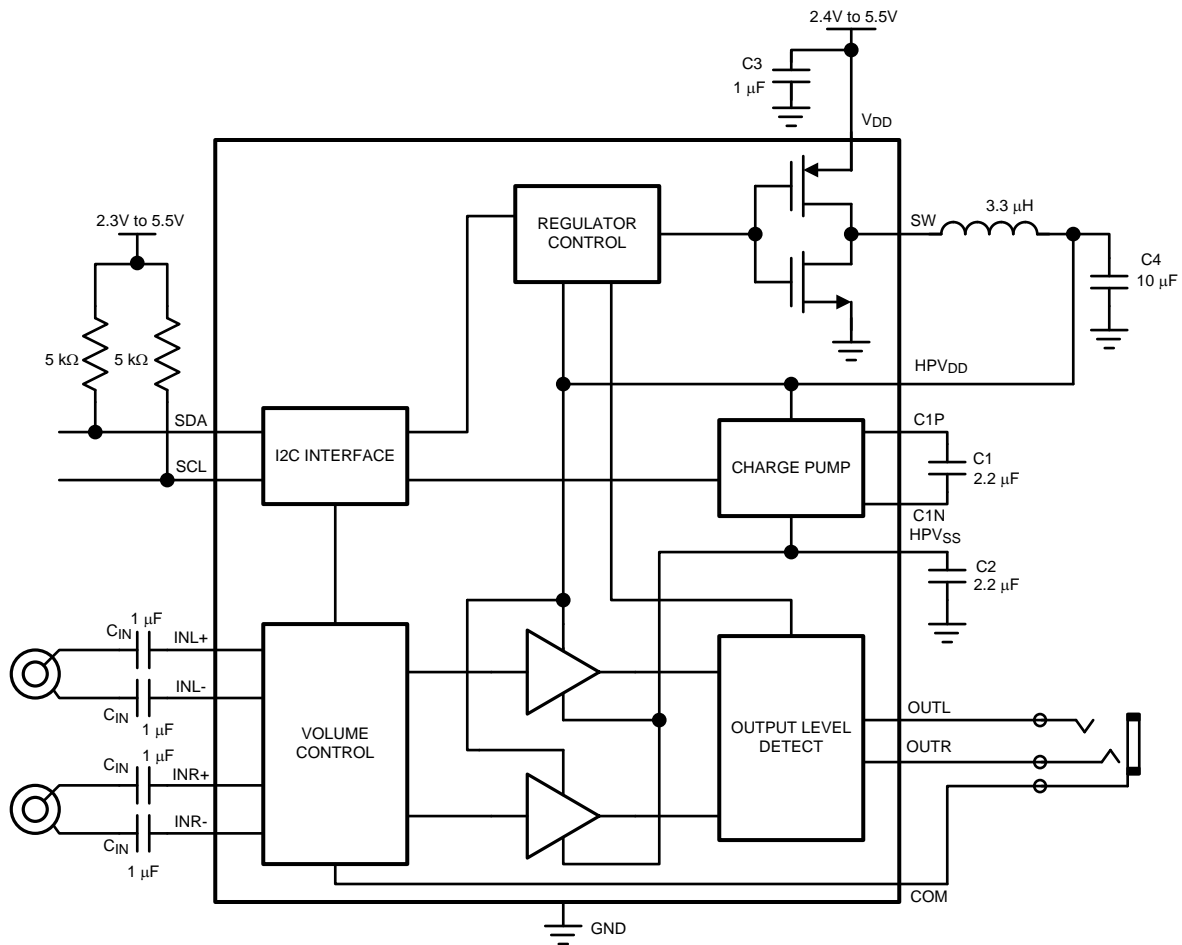 2.4V to 5.5V
C3
1 µF
VDD
2.3V to 5.5V
REGULATOR
CONTROL
SW
3.3 µH
C4
10 µF
5 kΩ
5 kΩ
HPVDD
SDA
SCL
I2C INTERFACE
CHARGE PUMP
C1P
C1
2.2 µF
C1N
HPVSS
C2
2.2 µF
1 µF
CIN
INL+
INL-
CIN
1 µF
VOLUME
CONTROL
OUTPUT LEVEL
DETECT
OUTL
OUTR
CIN
1 µF
INR+
INR-
CIN
1 µF
COM
GND